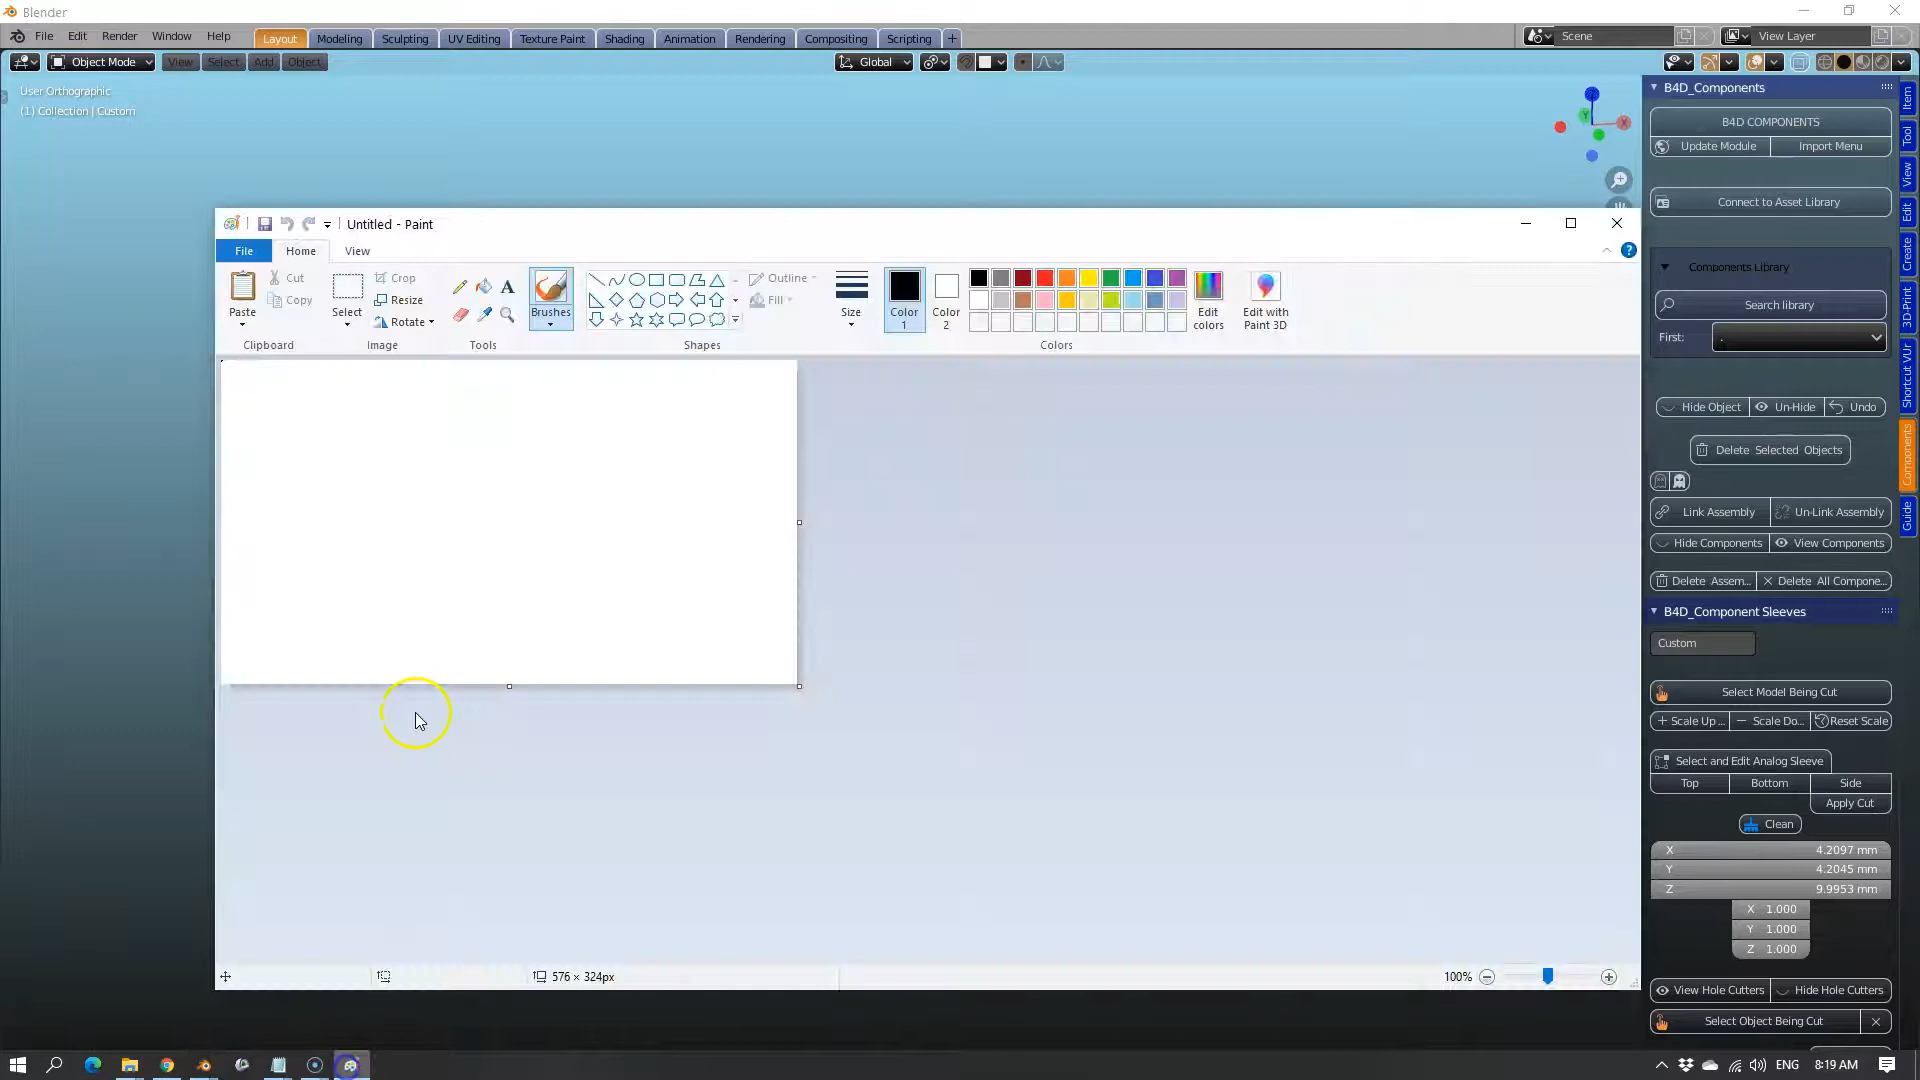 Blender
File Edit Render Window Help Layout Modeling Sculpting UV Editing Texture Paint Shading Animation Rendering Compositing Scripting + Scene View Layer
Object Mode View Select Add Object Global
User Orthographic
(1) Collection | Custom
Z
Y
X
Untitled - Paint
File Home View
Paste
Cut
Copy
Clipboard
Select
Crop
Resize
Rotate
Image
A
Tools
Brushes
Shapes
Outline
Fill
Size
Color
1
Color
2
Edit
colors
Edit with
Paint 3D
Colors
576 × 324px
100%
B4D_Components
B4D COMPONENTS
Update Module Import Menu
Connect to Asset Library
Components Library
Search library
First: .
Hide Object Un-Hide Undo
Delete Selected Objects
Link Assembly Un-Link Assembly
Hide Components View Components
Delete Assem... Delete All Compone...
B4D_Component Sleeves
Custom
Select Model Being Cut
Scale Up ... Scale Do... Reset Scale
Select and Edit Analog Sleeve
Top Bottom Side
Apply Cut
Clean
X 4.2097 mm
Y 4.2045 mm
Z 9.9953 mm
X 1.000
Y 1.000
Z 1.000
View Hole Cutters Hide Hole Cutters
Select Object Being Cut
Item
Tool
View
Edit
Create
3D-Print
Shortcut VUr
Components
Guide
ENG 8:19 AM